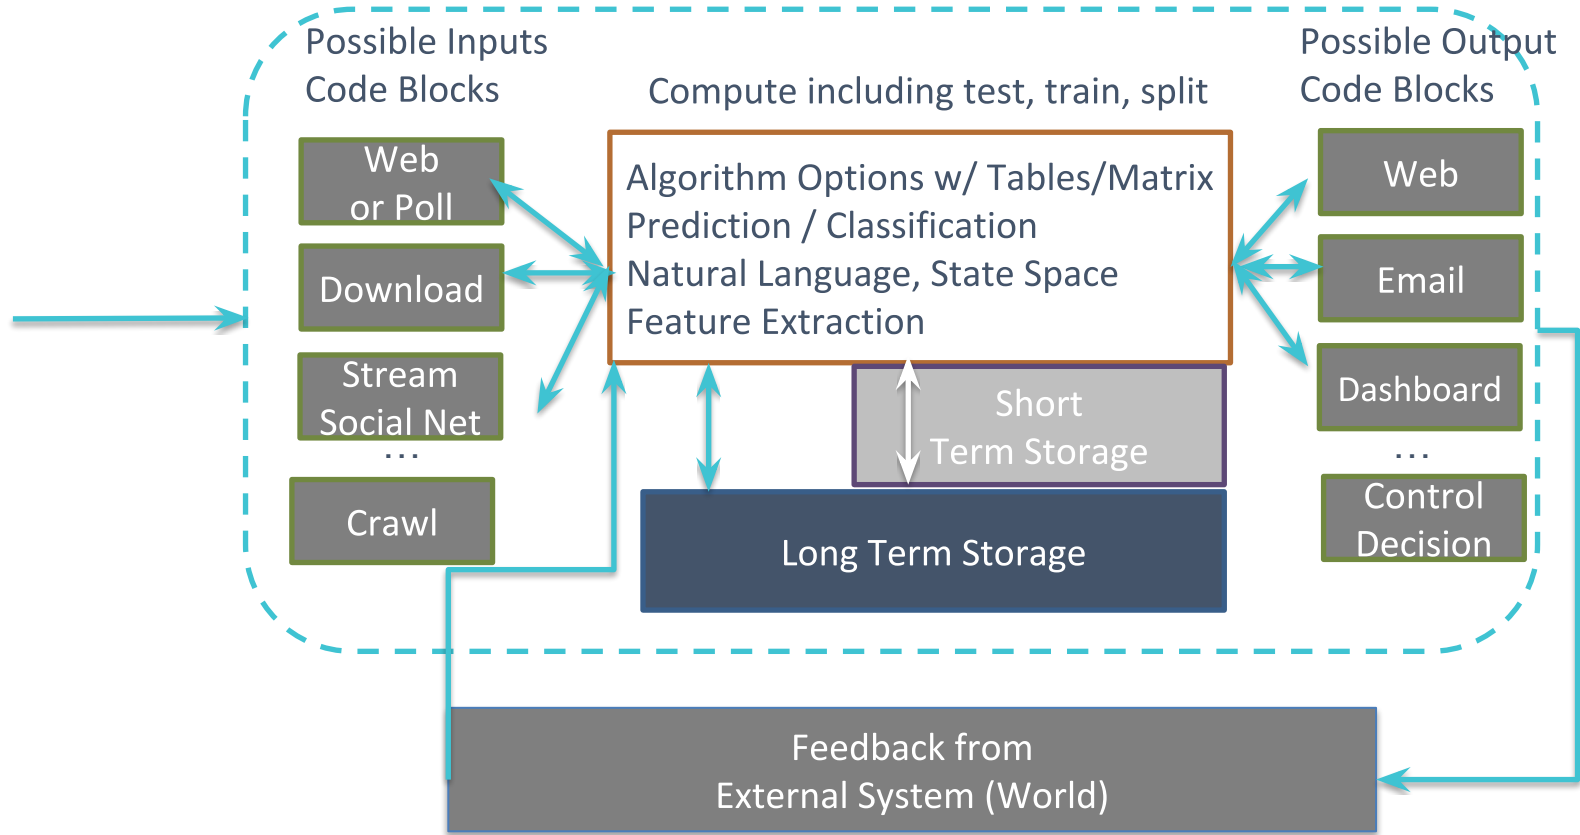 Possible Inputs
Code Blocks
Web
or Poll
Download
Stream
Social Net
...
Crawl
Compute including test, train, split
Algorithm Options w/ Tables/Matrix
Prediction / Classification
Natural Language, State Space
Feature Extraction
Short
Term Storage
Long Term Storage
Possible Output
Code Blocks
Web
Email
Dashboard
...
Control
Decision
Feedback from
External System (World)